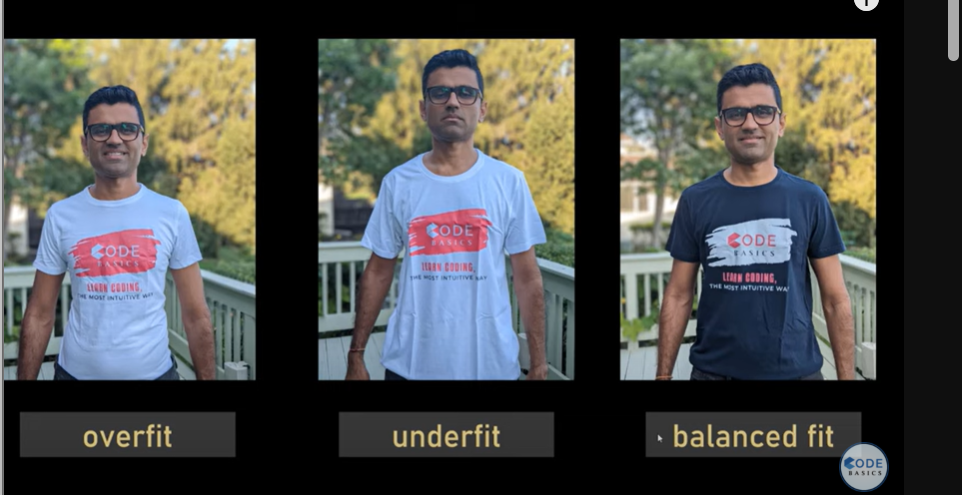 CODE
BASICS
LEARN CODING,
THE MOST INTUITIVE WAY
CODE
BASICS
LEARN CODING,
THE MOST INTUITIVE WAY
CODE
BASICS
LEARN CODING,
THE MOST INTUITIVE WAY
overfit
underfit
balanced fit
CODE
BASICS